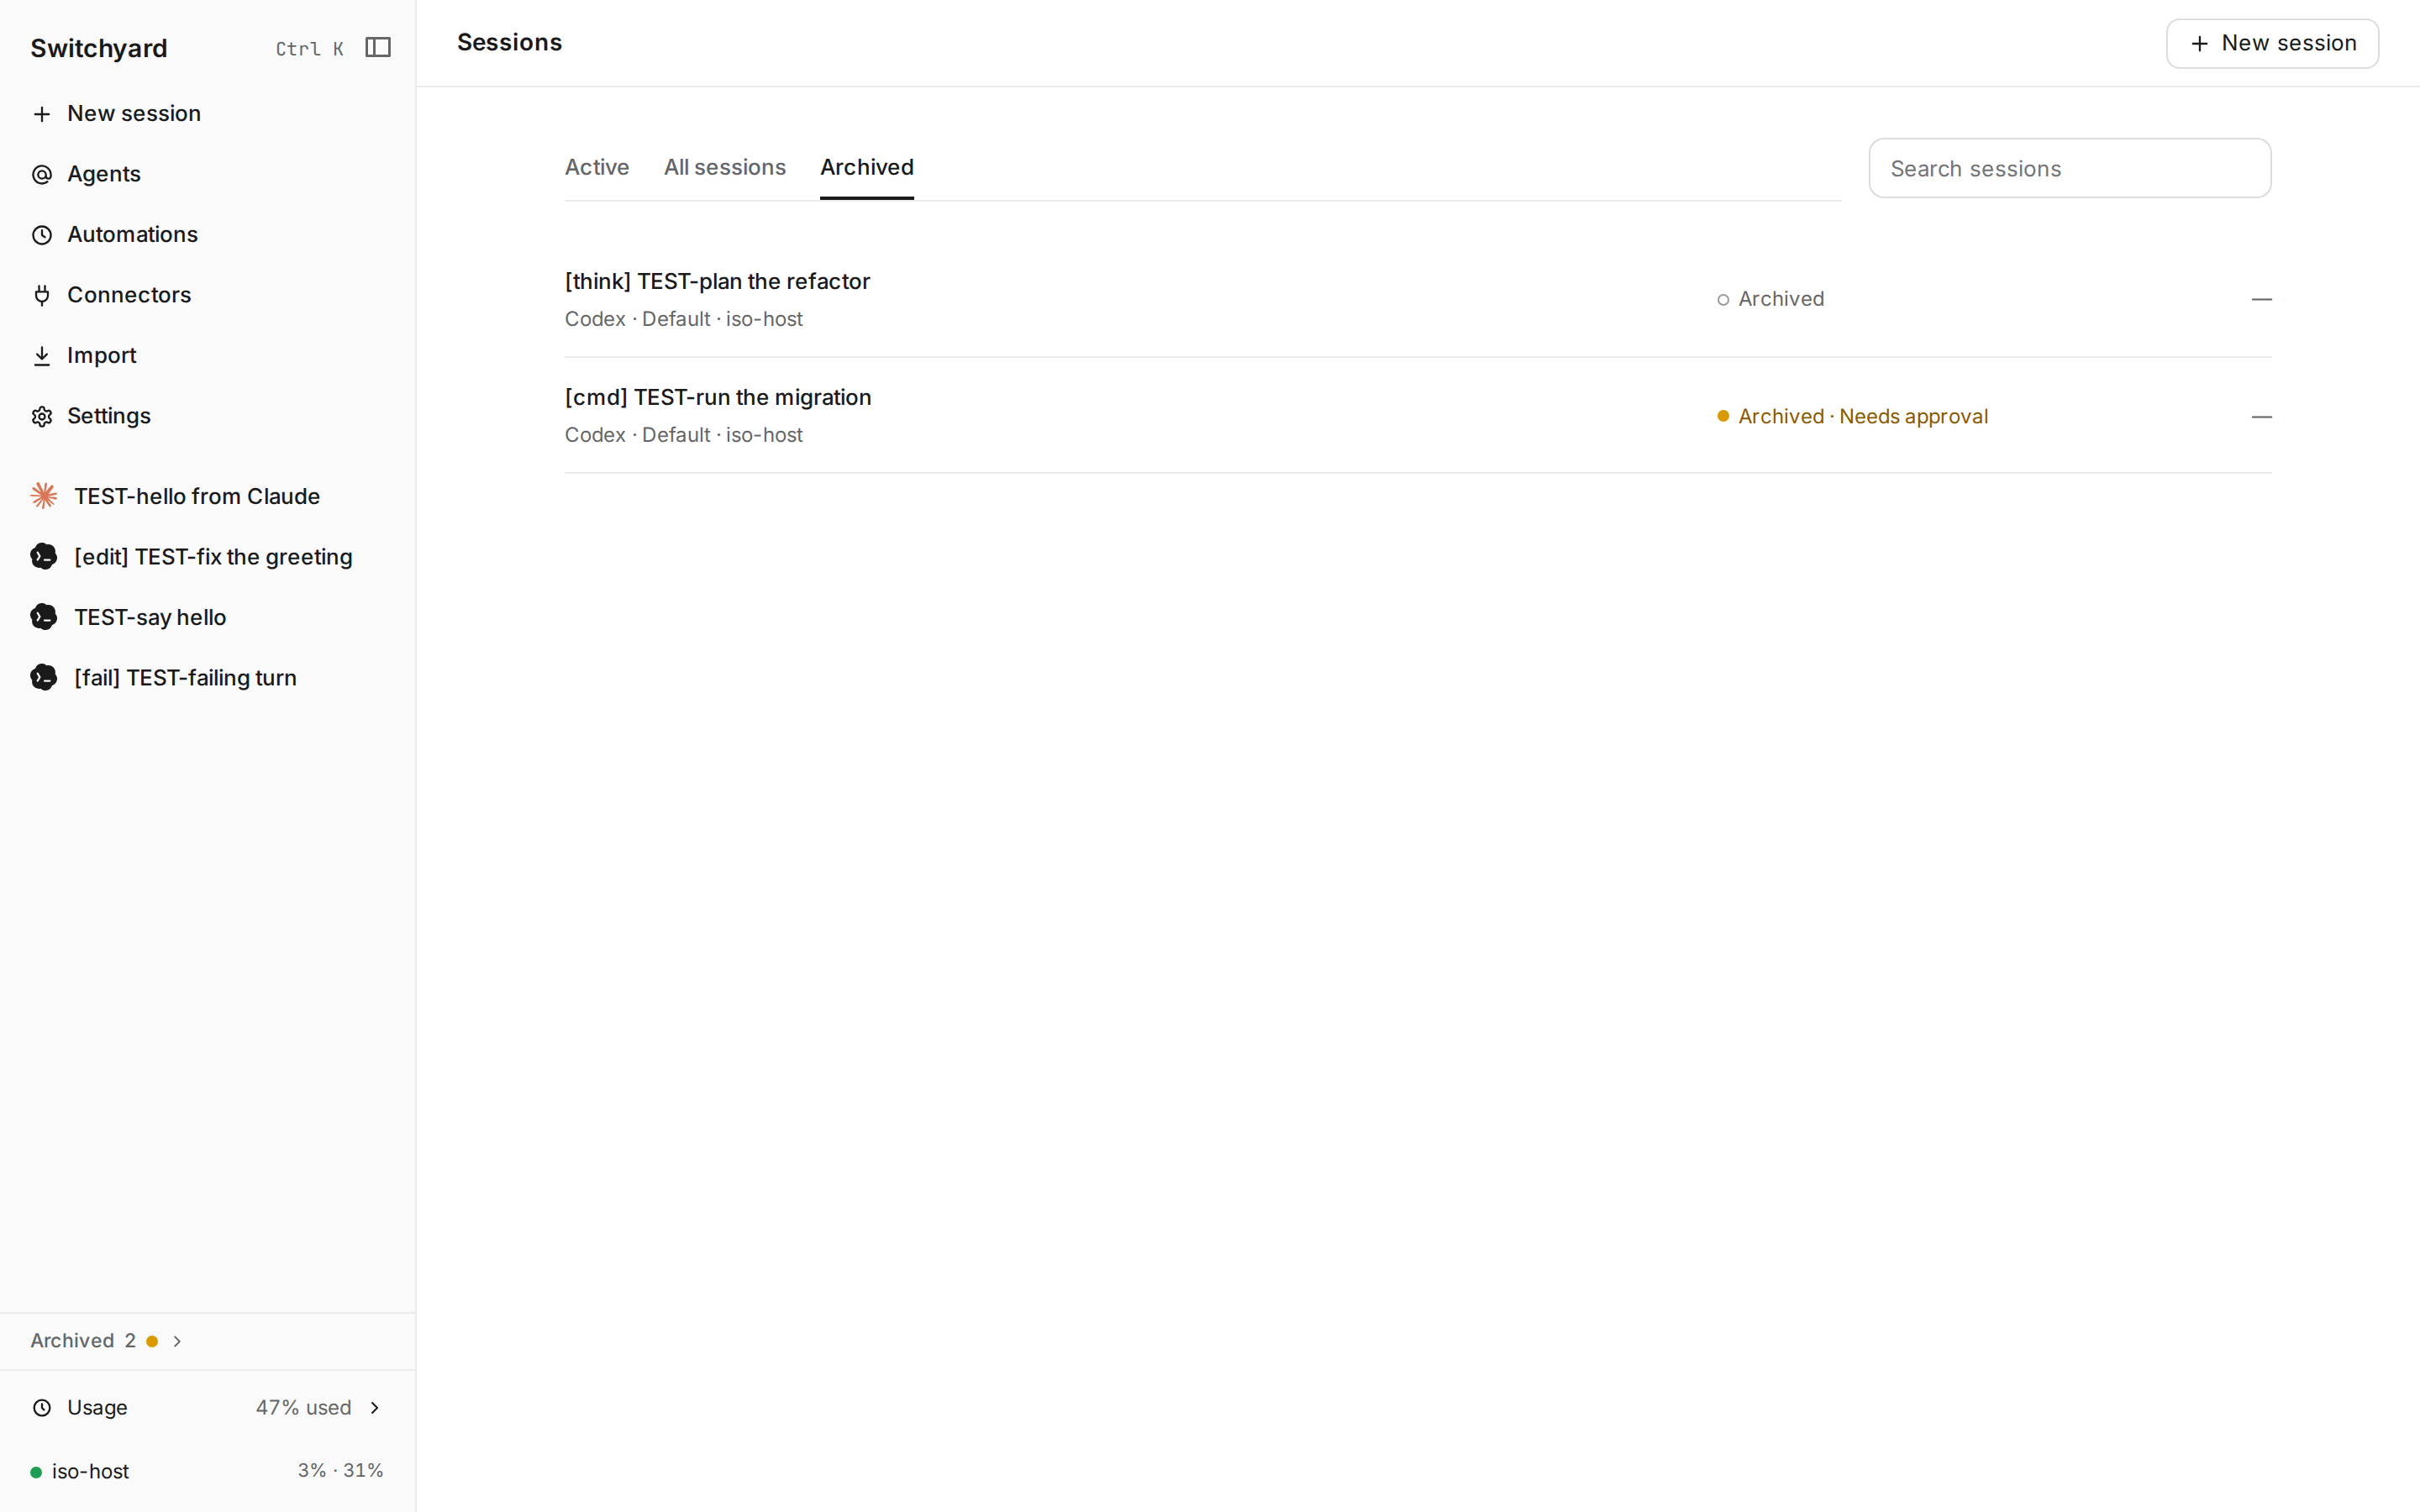 Switchyard
Ctrl K
New session
Agents
Automations
Connectors
Import
Settings
TEST-hello from Claude
[edit] TEST-fix the greeting
TEST-say hello
[fail] TEST-failing turn
Archived 2
Usage 47% used
iso-host 3% · 31%
Sessions
New session
Active All sessions Archived
Search sessions
[think] TEST-plan the refactor
Codex · Default · iso-host
Archived
—
[cmd] TEST-run the migration
Codex · Default · iso-host
Archived · Needs approval
—